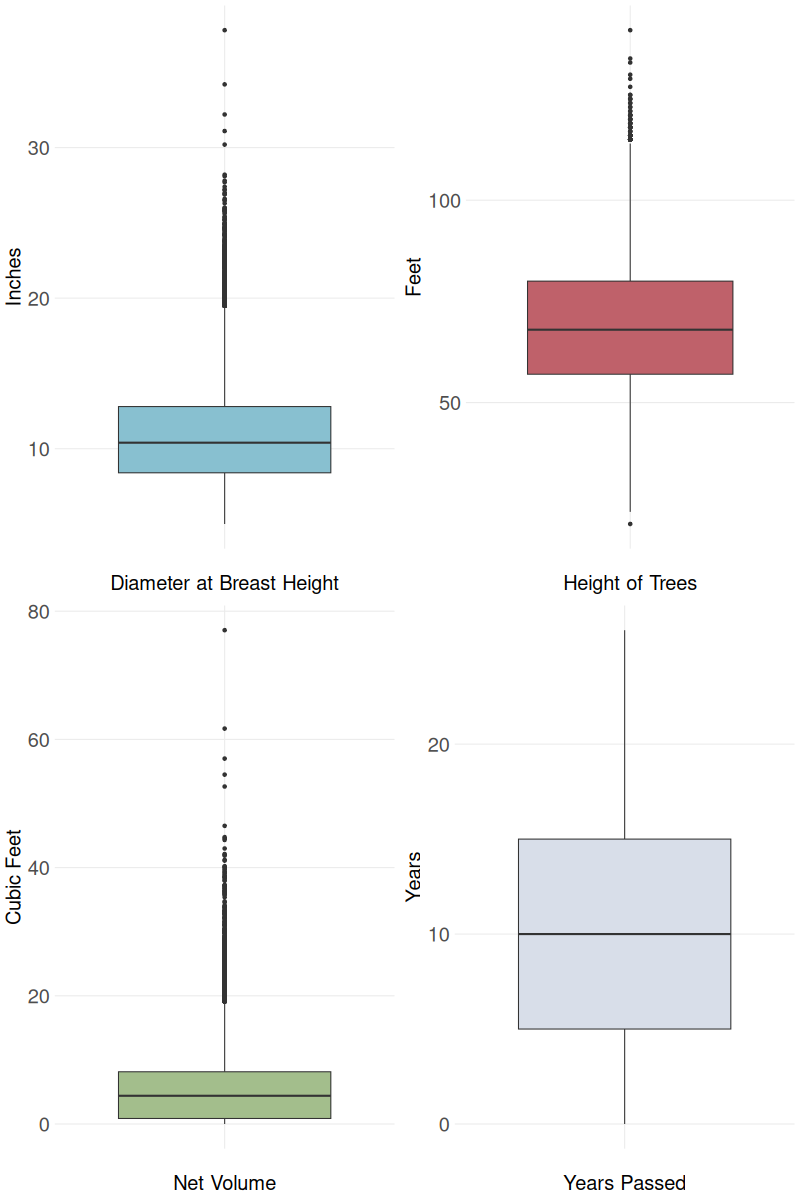 30
20
10
Inches
Diameter at Breast Height
100
50
Feet
Height of Trees
80
60
40
20
0
Cubic Feet
Net Volume
20
10
0
Years
Years Passed